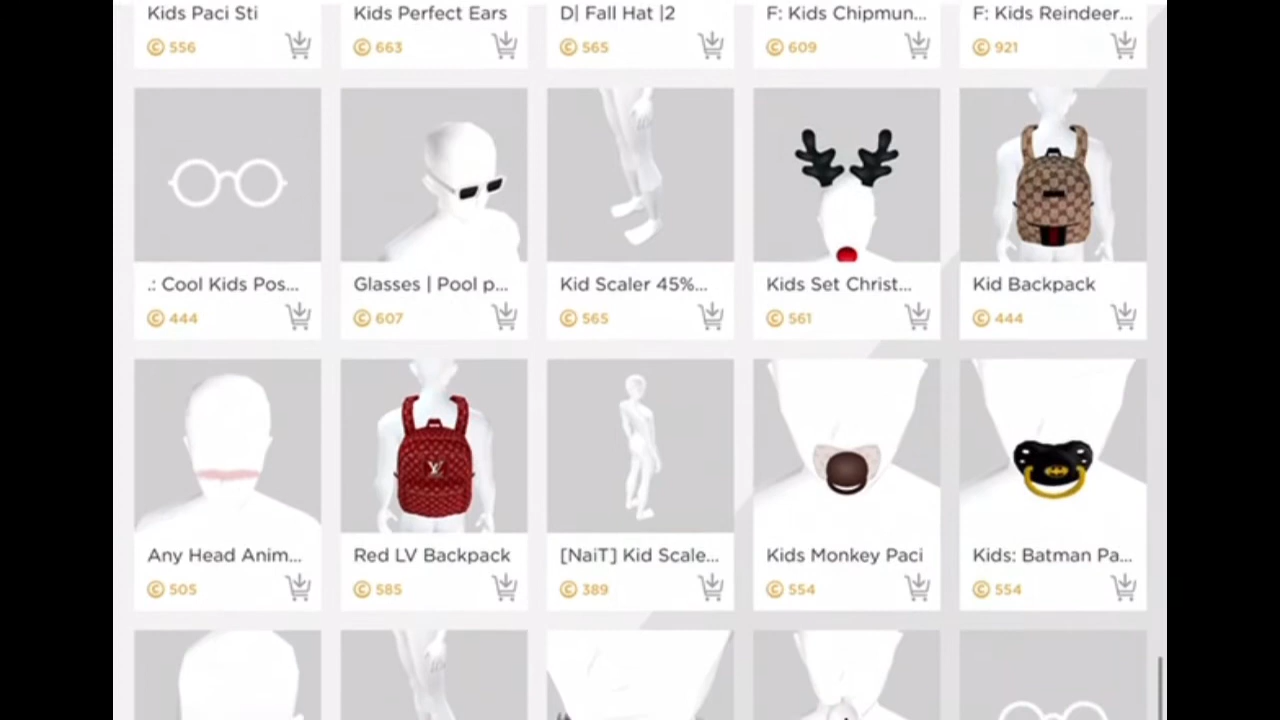 Kids Paci Sti
Kids Perfect Ears
D| Fall Hat |2
F: Kids Chipmun...
F: Kids Reindeer...
556
663
565
609
921
.: Cool Kids Pos...
Glasses | Pool p...
Kid Scaler 45%...
Kids Set Christ...
Kid Backpack
444
607
565
561
444
Any Head Anim...
Red LV Backpack
[NaiT] Kid Scale...
Kids Monkey Paci
Kids: Batman Pa...
505
585
389
554
554